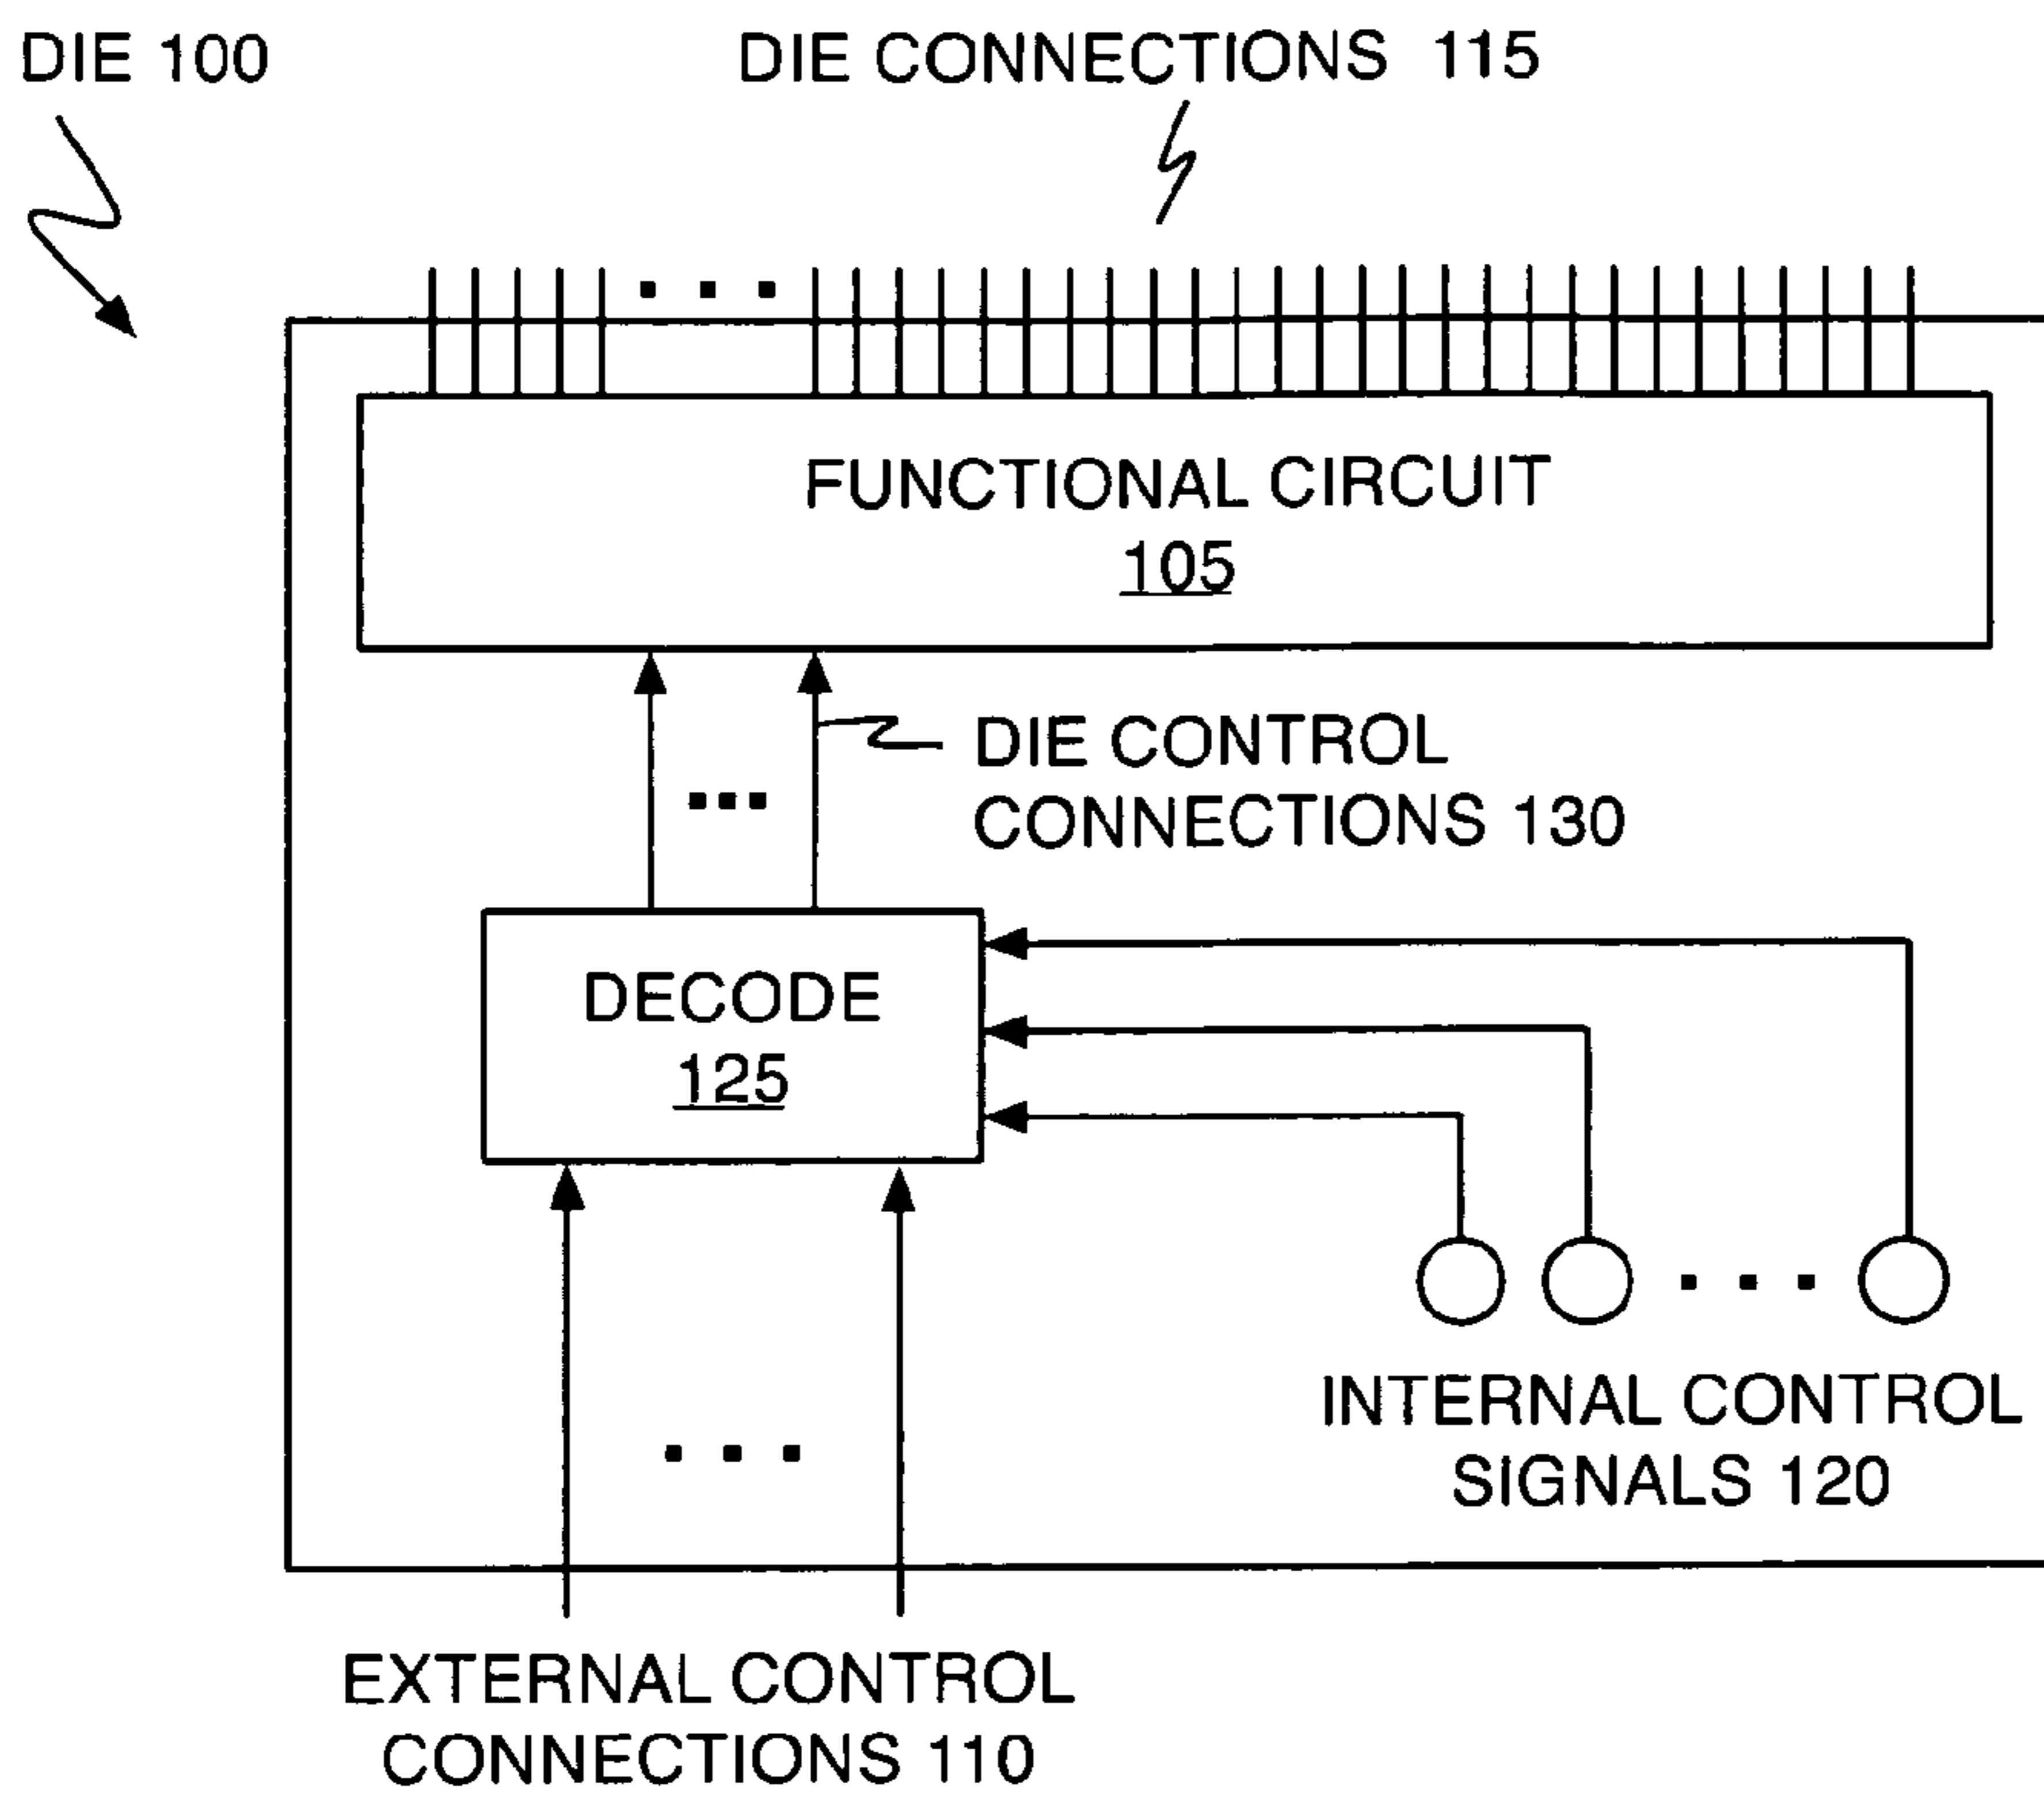 DIE 100
DIE CONNECTIONS 115
FUNCTIONAL CIRCUIT
105
DIE CONTROL
CONNECTIONS 130
DECODE
125
INTERNAL CONTROL
SIGNALS 120
EXTERNAL CONTROL
CONNECTIONS 110